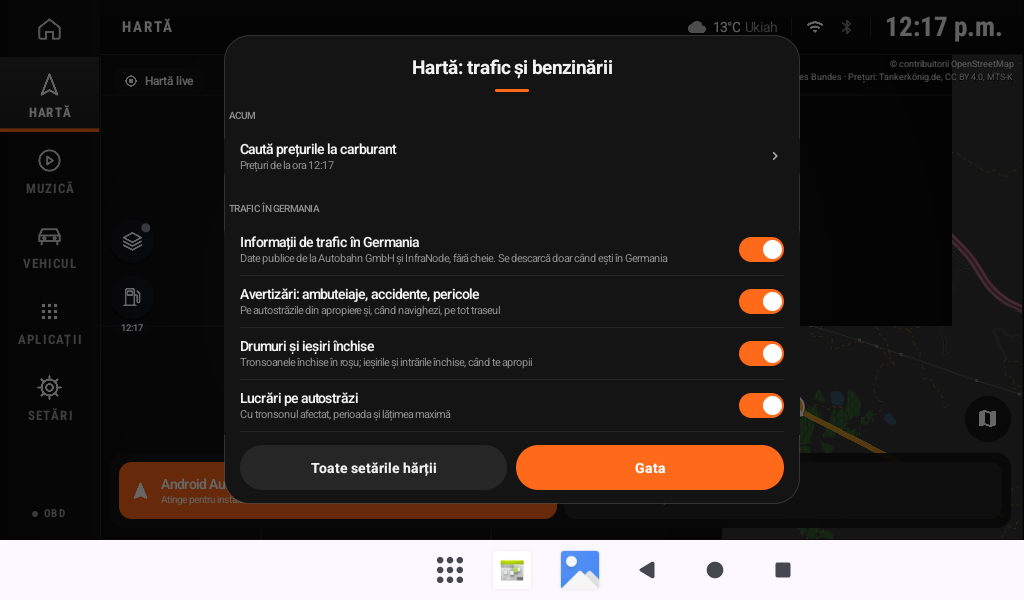 HARTĂ
13°C Ukiah
12:17 p.m.
© contribuitorii OpenStreetMap
es Bundes · Prețuri: Tankerkönig.de, CC BY 4.0, MTS-K
Hartă live
HARTĂ
MUZICĂ
VEHICUL
APLICAȚII
SETĂRI
OBD
12:17
Hartă: trafic și benzinării
ACUM
Caută prețurile la carburant
Prețuri de la ora 12:17
TRAFIC ÎN GERMANIA
Informații de trafic în Germania
Date publice de la Autobahn GmbH și InfraNode, fără cheie. Se descarcă doar când ești în Germania
Avertizări: ambuteiaje, accidente, pericole
Pe autostrăzile din apropiere și, când navighezi, pe tot traseul
Drumuri și ieșiri închise
Tronsoanele închise în roșu; ieșirile și intrările închise, când te apropii
Lucrări pe autostrăzi
Cu tronsonul afectat, perioada și lățimea maximă
Toate setările hărții
Gata
Android Au
Atinge pentru insta